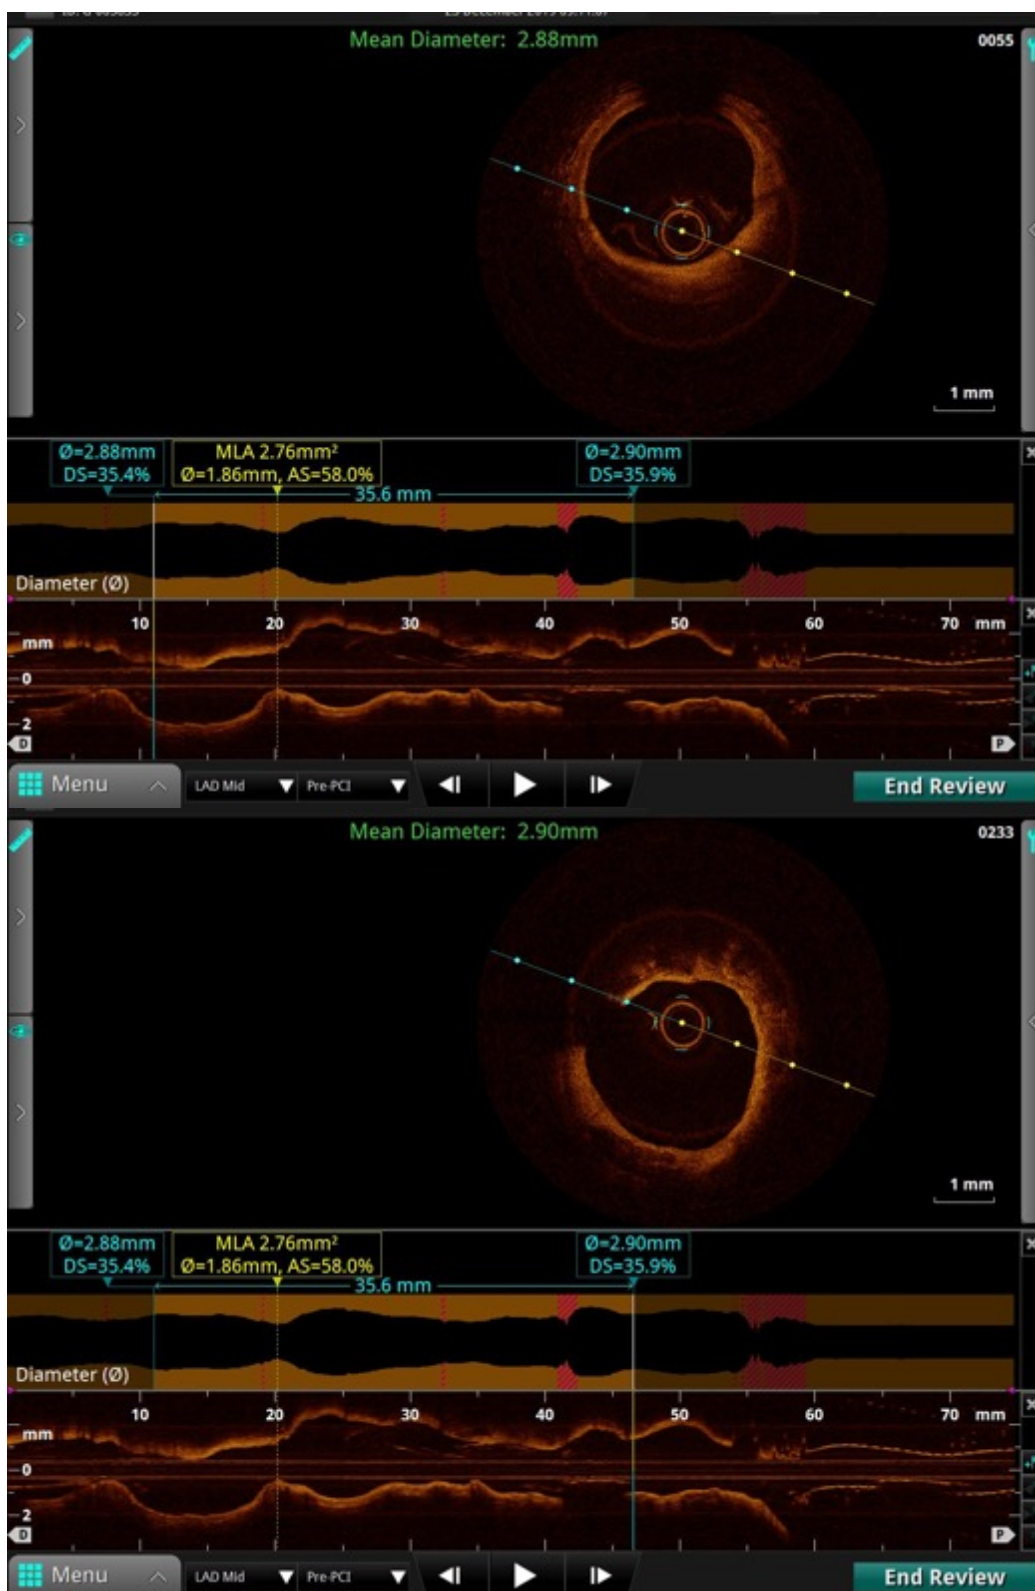 Mean Diameter: 2.88mm
0055
1 mm
Ø=2.88mm
DS=35.4%
MLA 2.76mm²
Ø=1.86mm, AS=58.0%
Ø=2.90mm
DS=35.9%
35.6 mm
Diameter (Ø)
10 20 30 40 50 60 70 mm
mm
0
2
D
P
Menu
LAD Mid
Pre-PCI
End Review
Mean Diameter: 2.90mm
0233
1 mm
Ø=2.88mm
DS=35.4%
MLA 2.76mm²
Ø=1.86mm, AS=58.0%
Ø=2.90mm
DS=35.9%
35.6 mm
Diameter (Ø)
10 20 30 40 50 60 70 mm
mm
0
2
D
P
Menu
LAD Mid
Pre-PCI
End Review